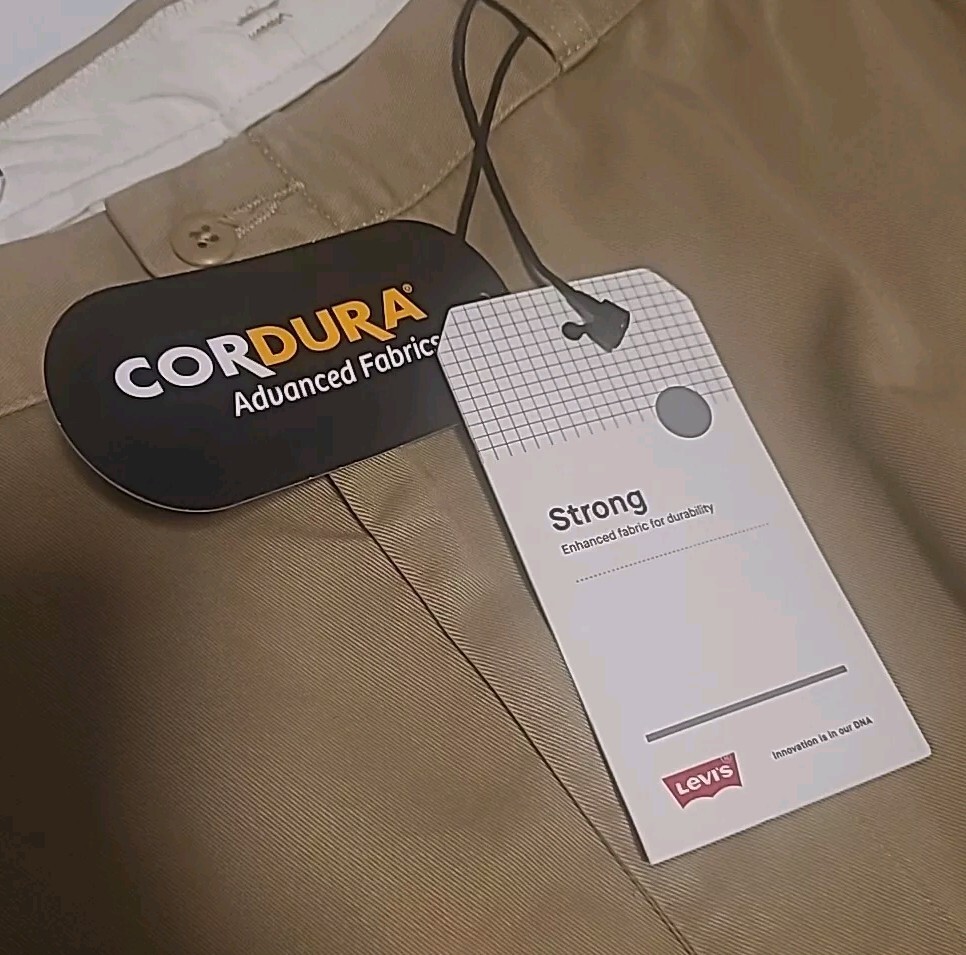 CORDURA®
Advanced Fabrics
Strong
Enhanced fabric for durability
Levi's
Innovation is in our DNA